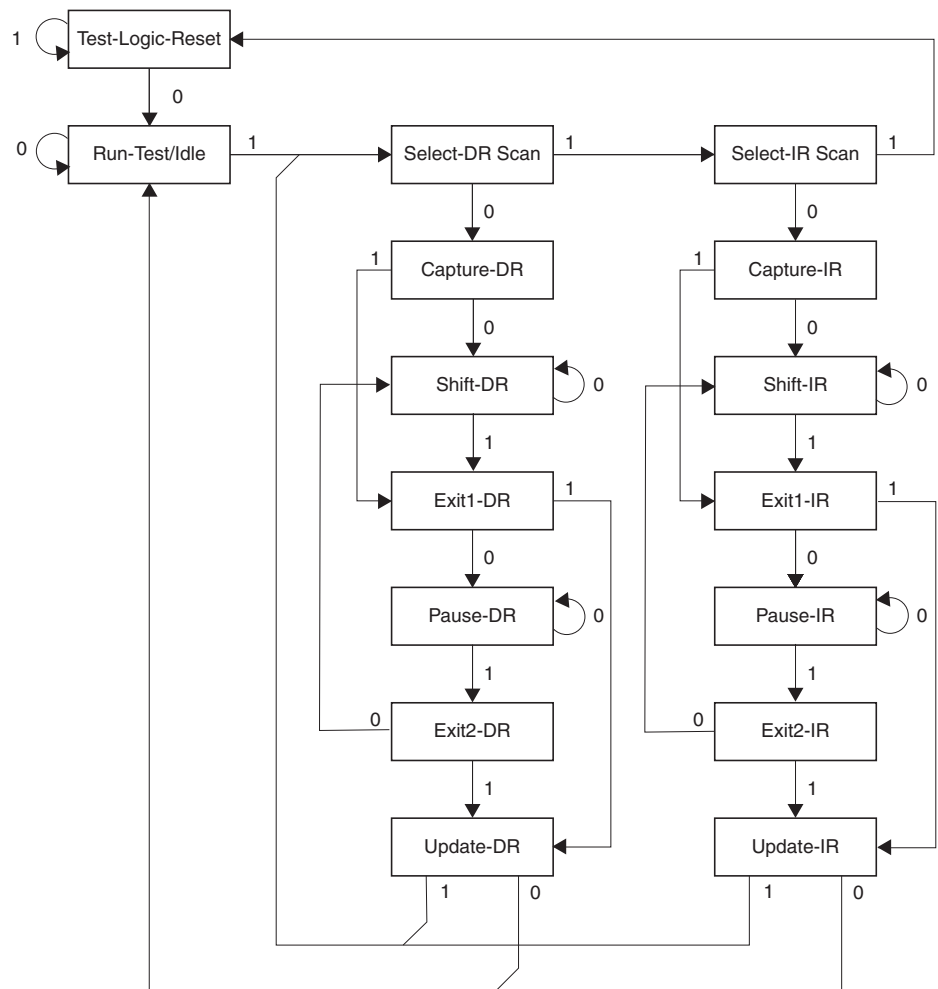 Test-Logic-Reset
1
0
Run-Test/Idle
0
1
Select-DR Scan
1
Select-IR Scan
1
0
0
1
Capture-DR
1
Capture-IR
0
0
Shift-DR
0
Shift-IR
0
1
1
Exit1-DR
1
Exit1-IR
1
0
0
Pause-DR
0
Pause-IR
0
1
1
0
Exit2-DR
0
Exit2-IR
1
1
Update-DR
Update-IR
1
0
1
0